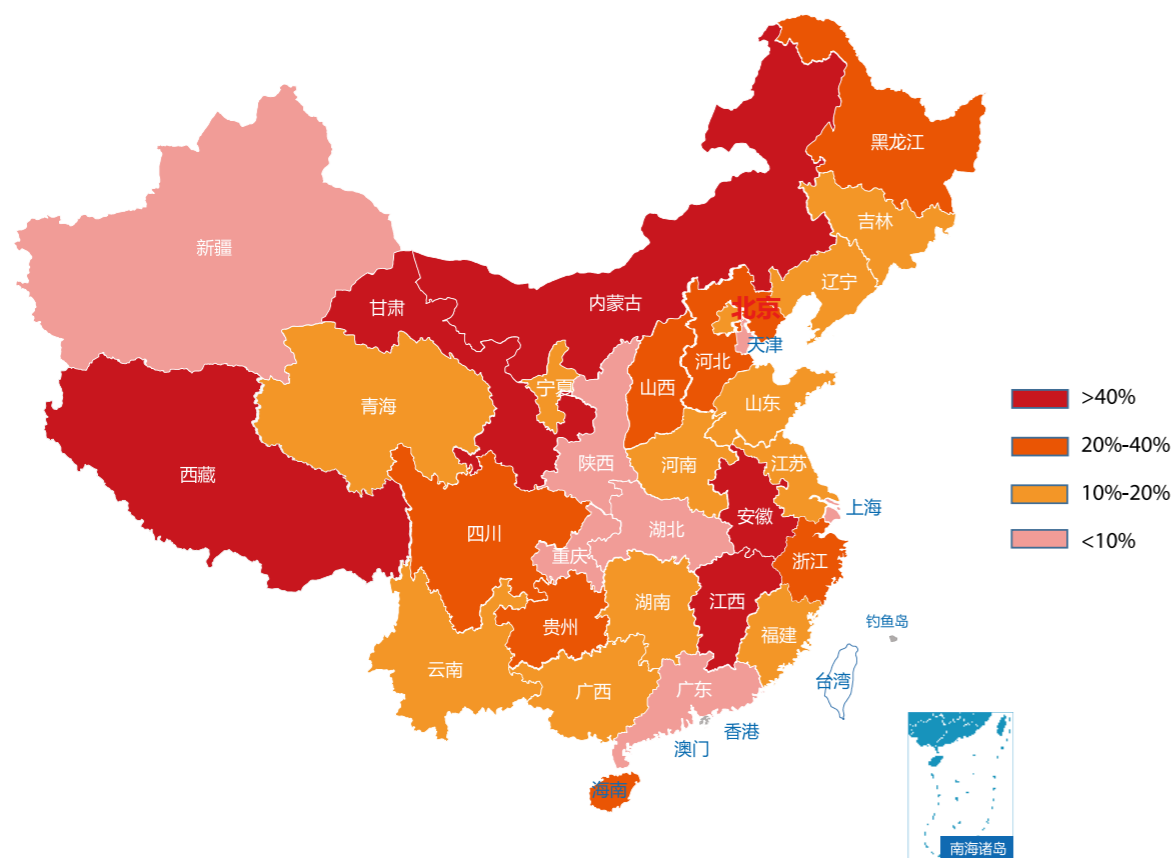 黑龙江
吉林
新疆
辽宁
内蒙古
甘肃
北京
天津
河北
宁夏
山西
青海
山东
>40%
20%-40%
10%-20%
<10%
陕西
河南
江苏
西藏
上海
安徽
四川
湖北
重庆
浙江
江西
湖南
贵州
钓鱼岛
福建
云南
台湾
广西
广东
香港
澳门
海南
南海诸岛